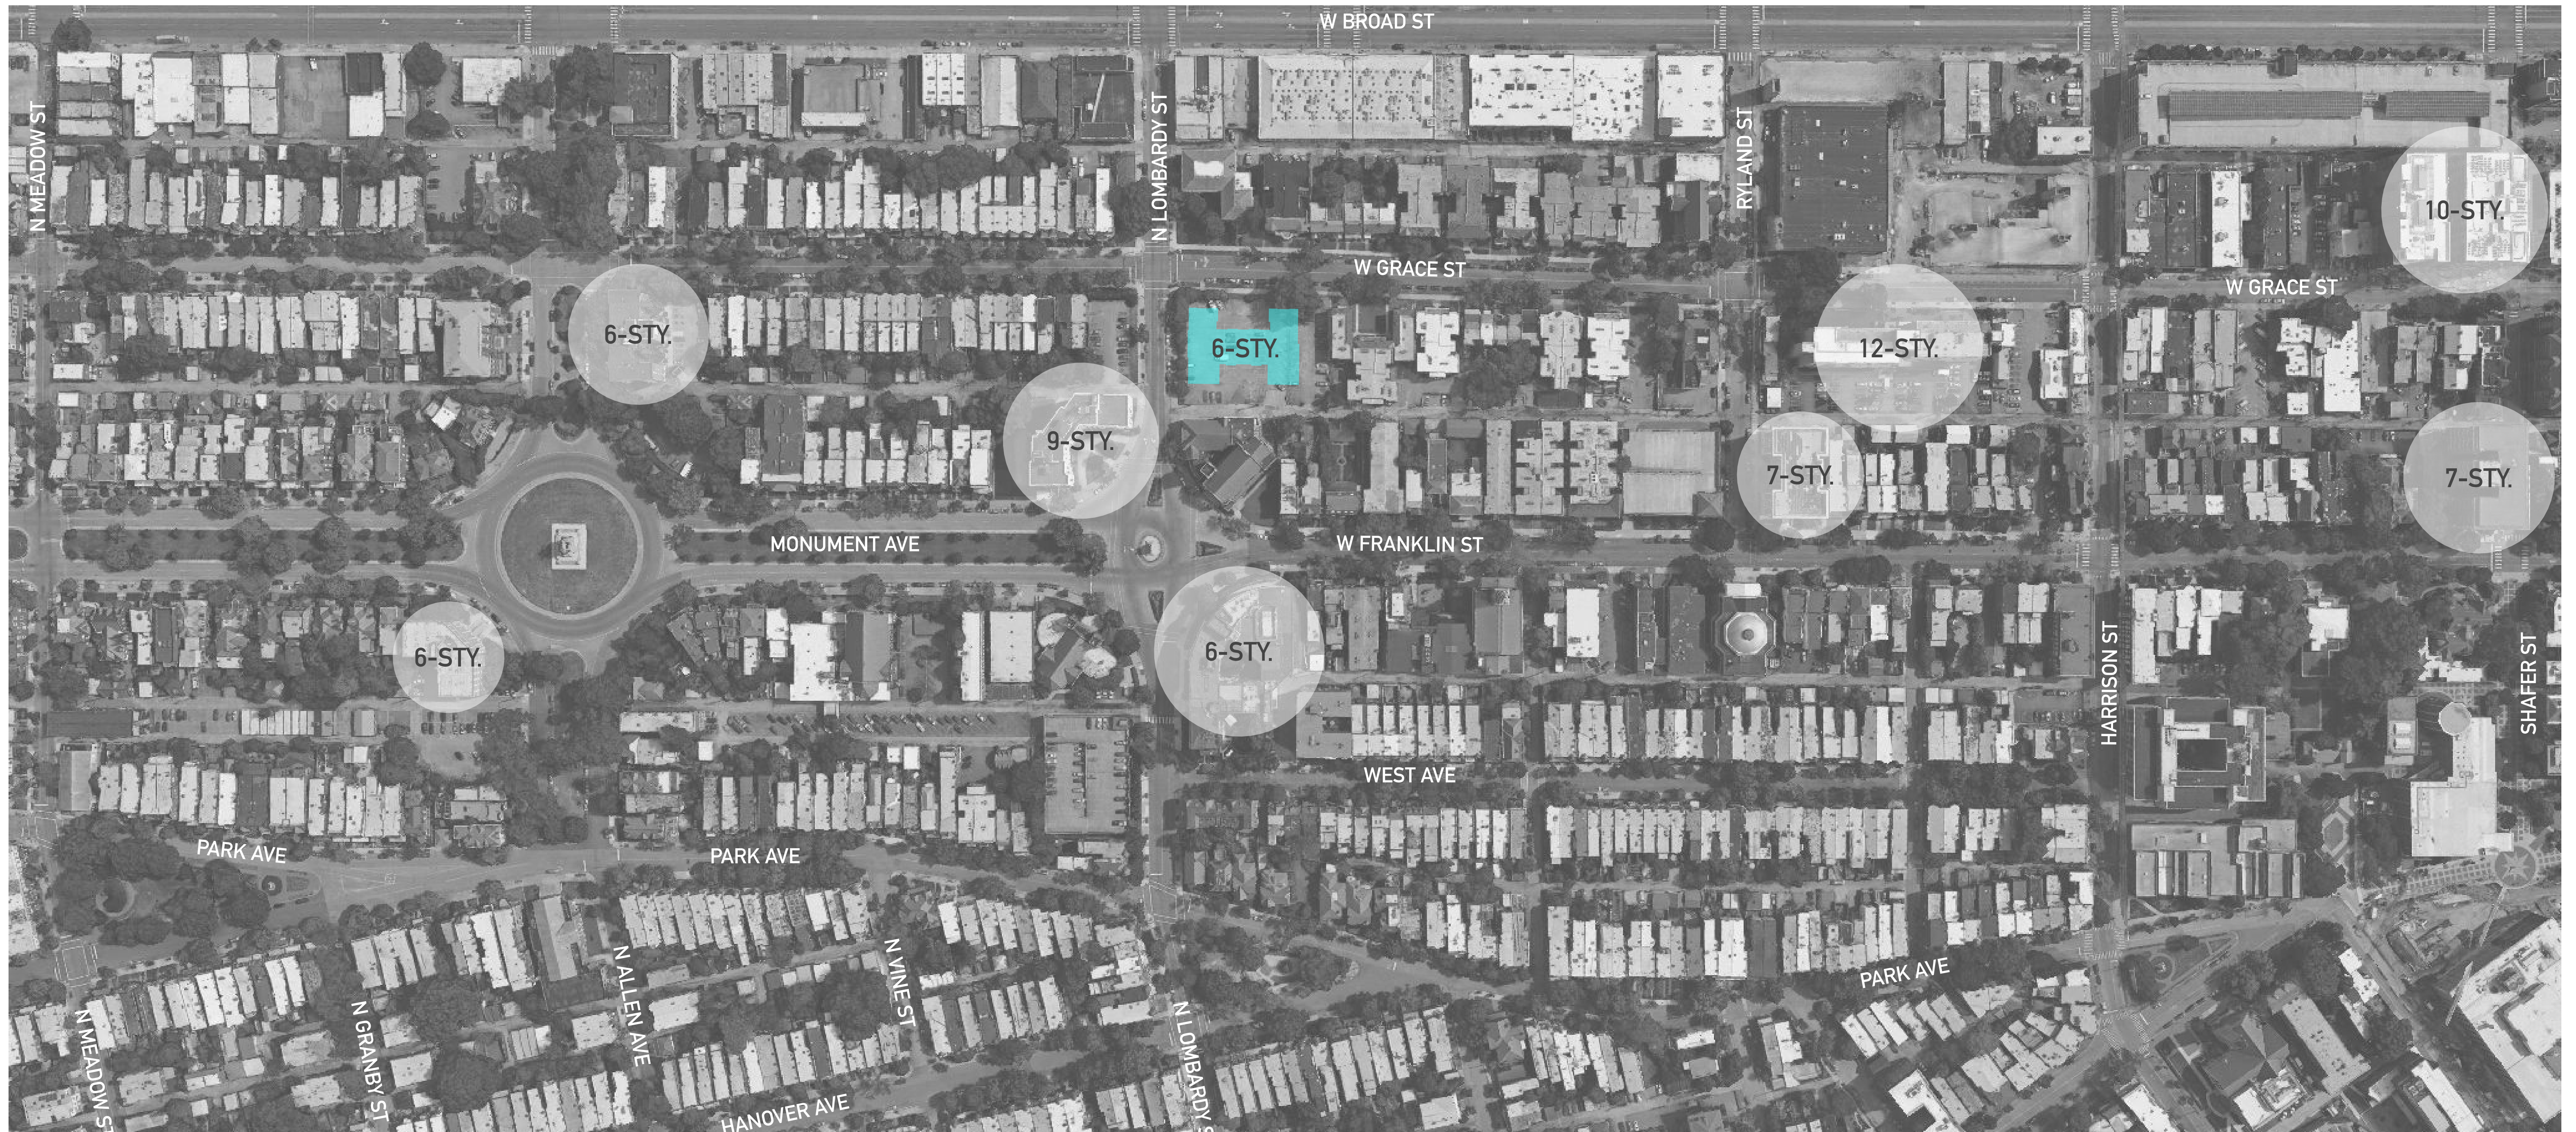 W BROAD ST
N MEADOW ST
N LOMBARDY ST
RYLAND ST
10-STY.
W GRACE ST
W GRACE ST
6-STY.
6-STY.
12-STY.
9-STY.
7-STY.
7-STY.
MONUMENT AVE
W FRANKLIN ST
6-STY.
6-STY.
HARRISON ST
SHAFER ST
WEST AVE
PARK AVE
PARK AVE
PARK AVE
N MEADOW ST
N GRANBY ST
N ALLEN AVE
N VINE ST
N LOMBARDY S
HANOVER AVE